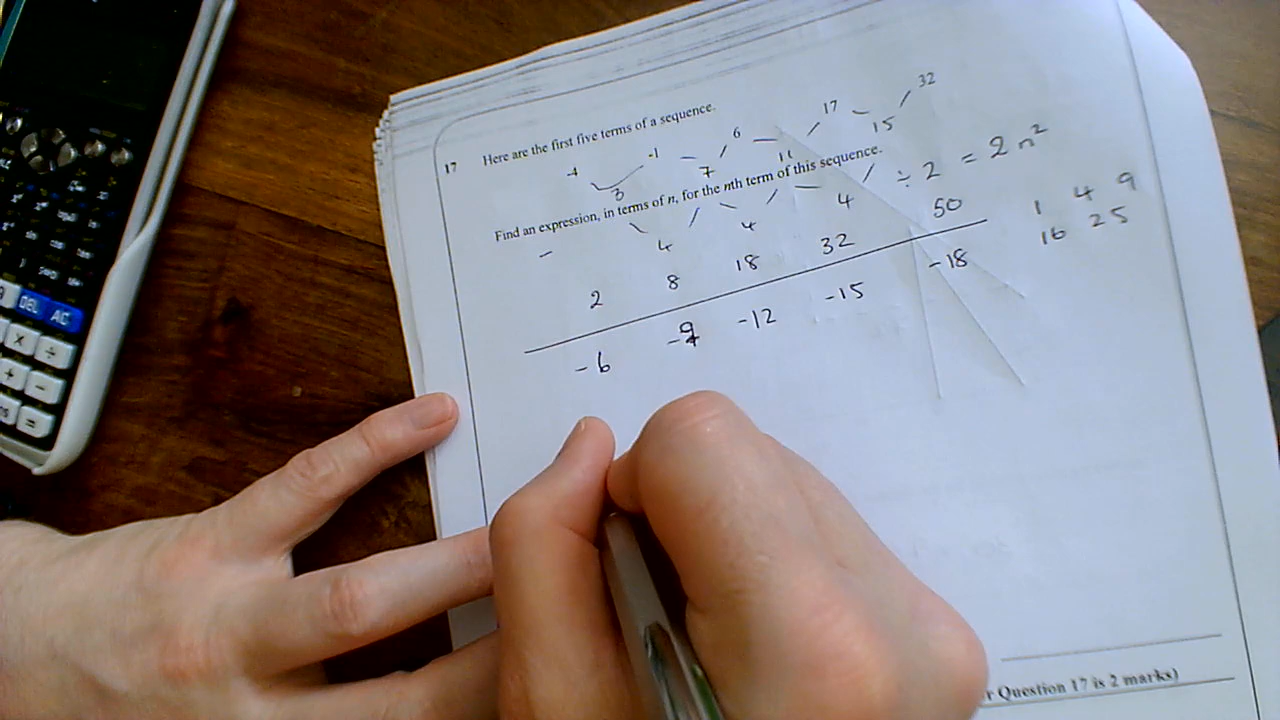 17 Here are the first five terms of a sequence.
-4 -1 6 17 32
3 7 11 15
Find an expression, in terms of n, for the nth term of this sequence.
4 4 4 ÷ 2 = 2n²
2 8 18 32 50
1 4 9
16 25
-6 -9 -12 -15 -18
r Question 17 is 2 marks)
DEL AC
× ÷
+ −
=